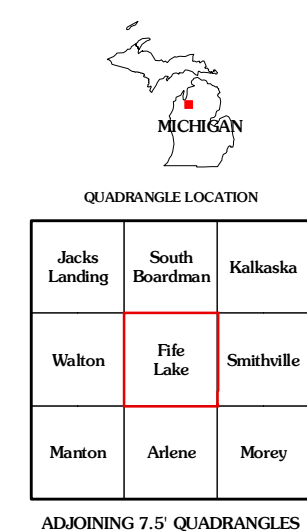 MICHIGAN
QUADRANGLE LOCATION
Jacks
Landing
South
Boardman
Kalkaska
Walton
Fife
Lake
Smithville
Manton
Arlene
Morey
ADJOINING 7.5' QUADRANGLES